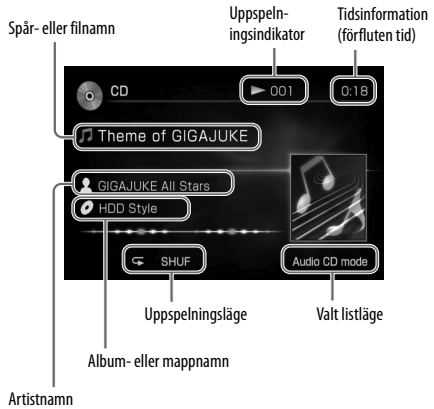 Spår- eller filnamn
Uppspeln-
ingsindikator
Tidsinformation
(förfluten tid)
CD
001
0:18
Theme of GIGAJUKE
GIGAJUKE All Stars
HDD Style
SHUF
Audio CD mode
Uppspelningsläge
Valt listläge
Album- eller mappnamn
Artistnamn